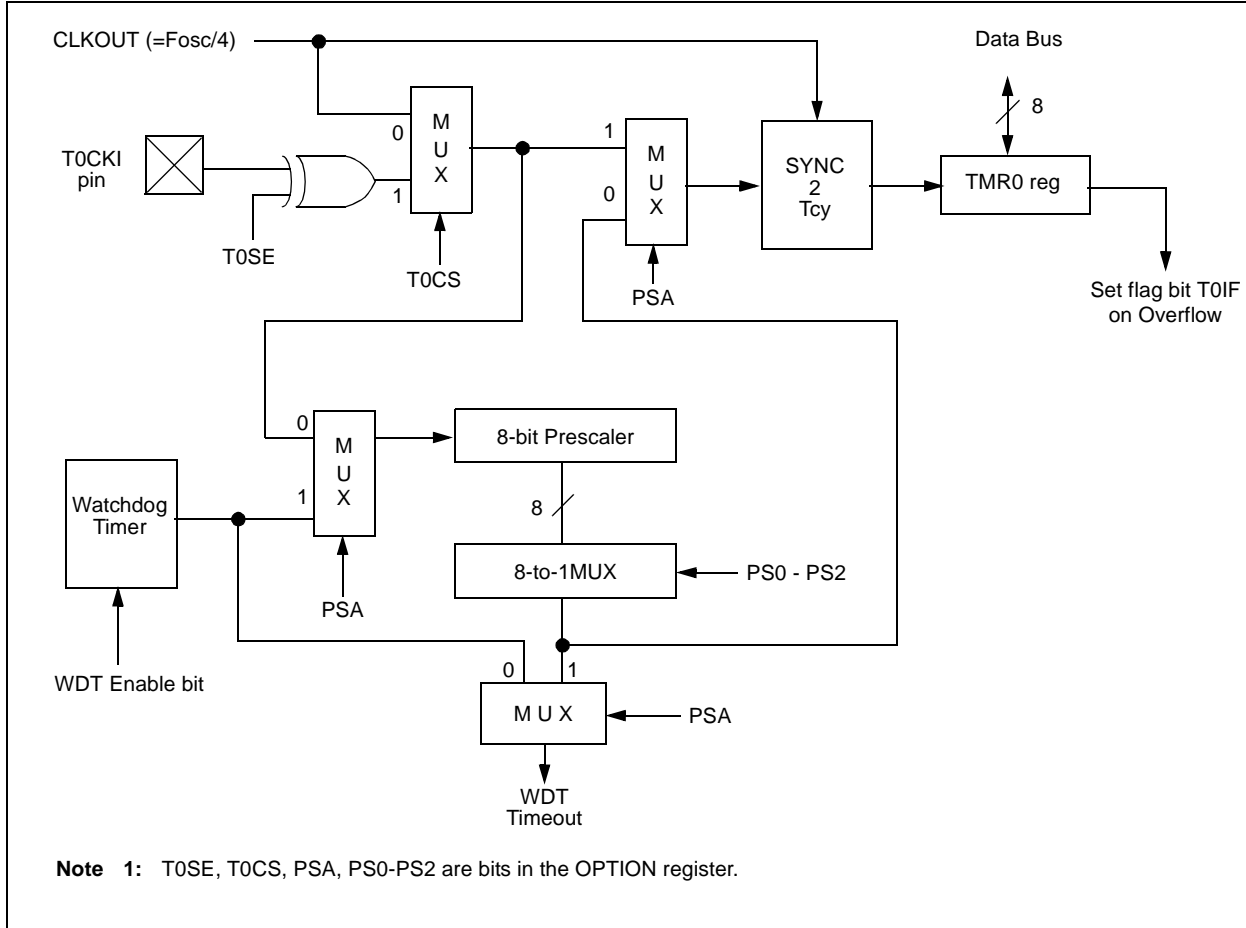 CLKOUT (=Fosc/4)
Data Bus
8
T0CKI
pin
T0SE
0
1
M
U
X
T0CS
1
0
M
U
X
PSA
SYNC
2
Tcy
TMR0 reg
Set flag bit T0IF
on Overflow
0
1
M
U
X
PSA
8-bit Prescaler
8
Watchdog
Timer
WDT Enable bit
8-to-1MUX
PS0 - PS2
0
1
M U X
PSA
WDT
Timeout
Note 1: T0SE, T0CS, PSA, PS0-PS2 are bits in the OPTION register.